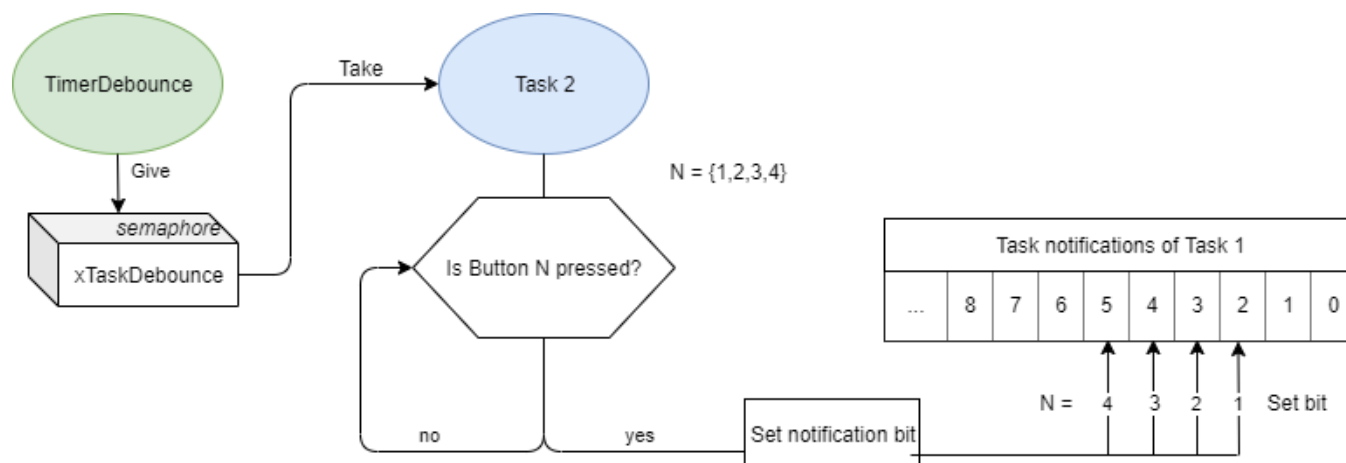 TimerDebounce
Take
Task 2
Give
N = {1,2,3,4}
semaphore
xTaskDebounce
Is Button N pressed?
Task notifications of Task 1
... 8 7 6 5 4 3 2 1 0
N = 4 3 2 1 Set bit
no
yes
Set notification bit